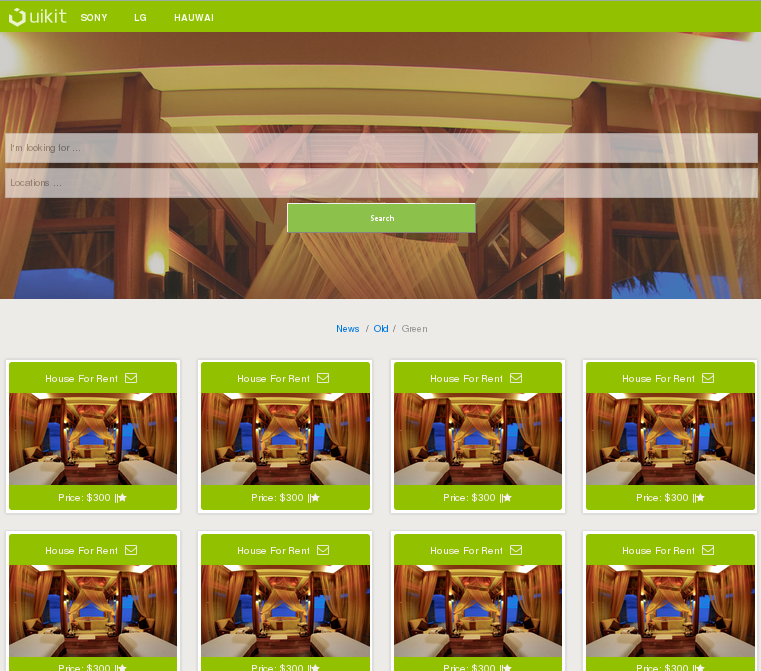 uikit SONY LG HAUWAI
I'm looking for ...
Locations ...
Search
News / Old / Green
House For Rent House For Rent House For Rent House For Rent
Price: $300 || Price: $300 || Price: $300 || Price: $300 ||
House For Rent House For Rent House For Rent House For Rent
Price: $300 || Price: $300 || Price: $300 || Price: $300 ||